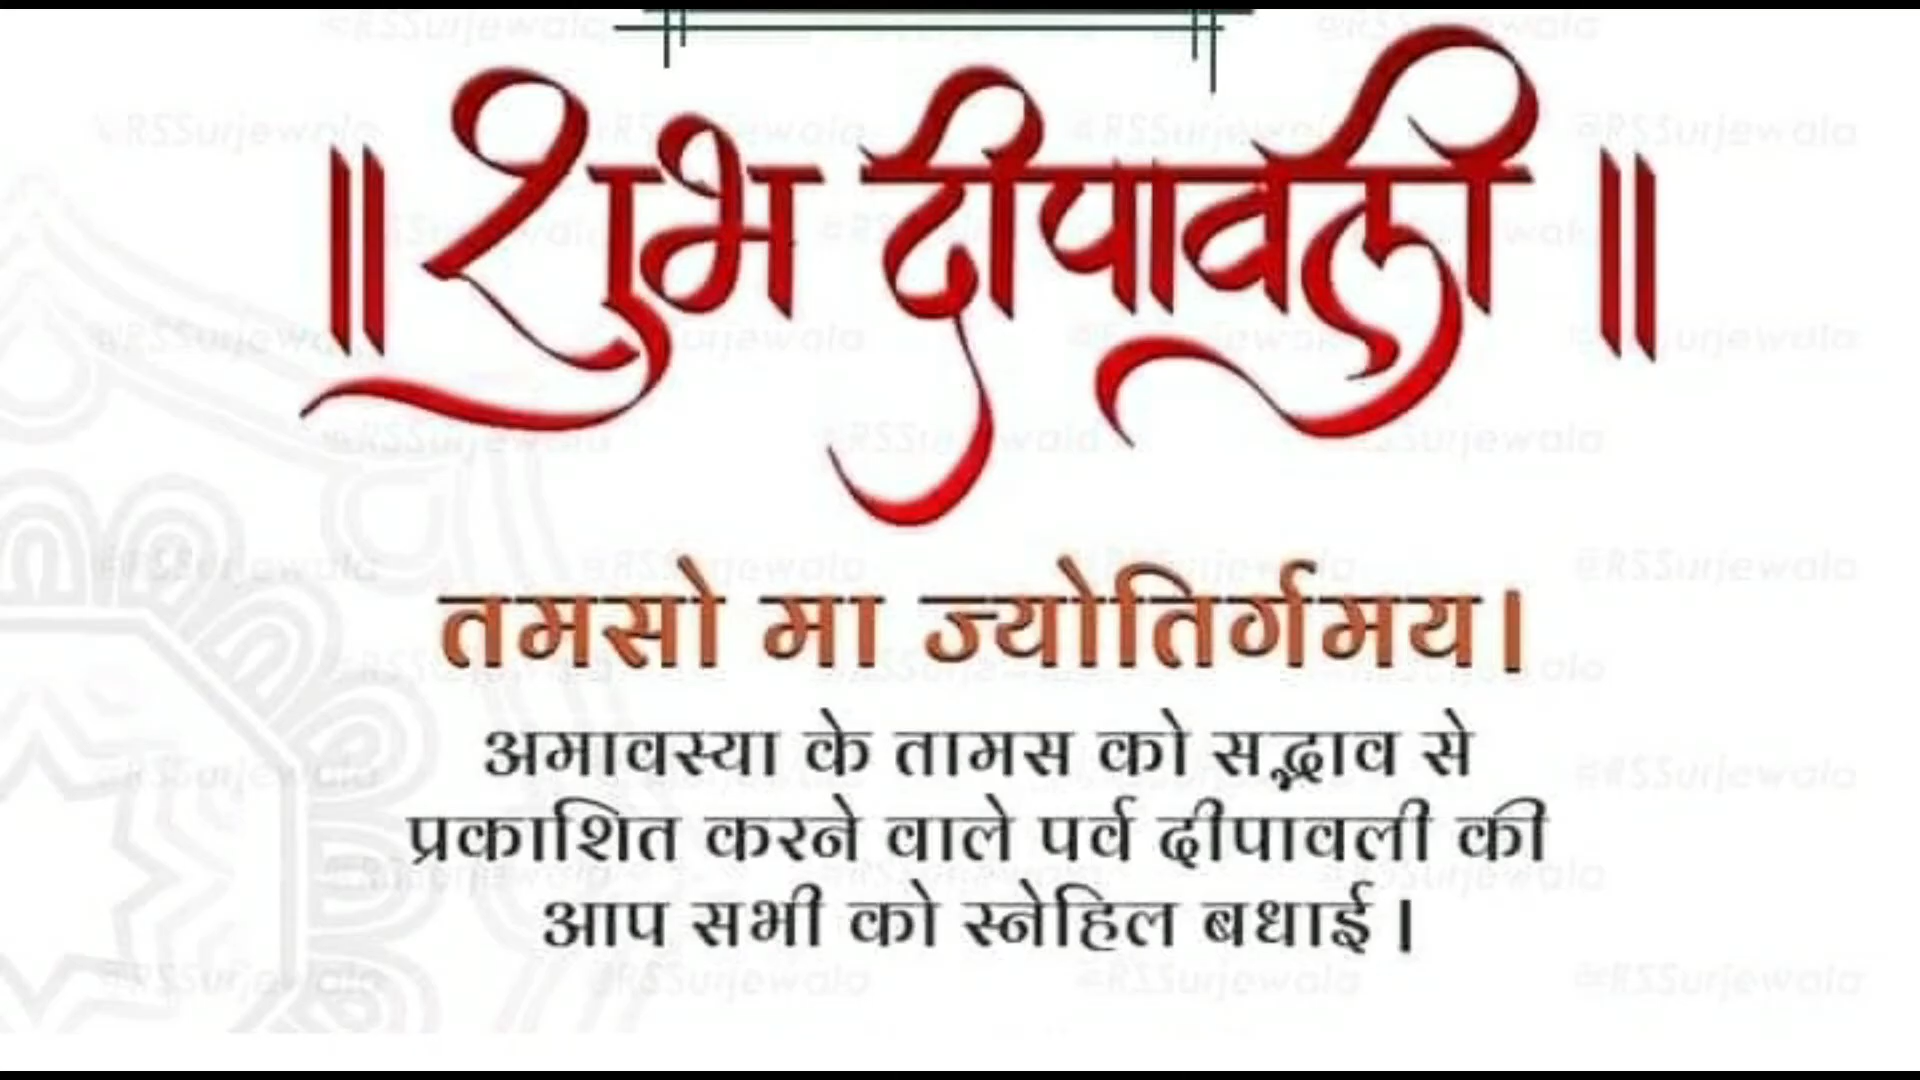 ॥ शुभ दीपावली ॥
तमसो मा ज्योतिर्गमय।
अमावस्या के तामस को सद्भाव से
प्रकाशित करने वाले पर्व दीपावली की
आप सभी को स्नेहिल बधाई।